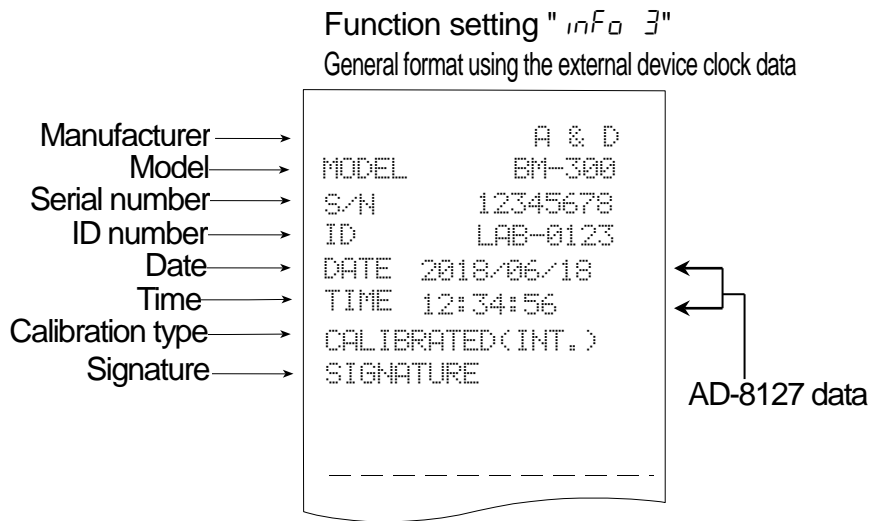 Function setting " inFo 3"
General format using the external device clock data
Manufacturer A & D
Model MODEL BM-300
Serial number S/N 12345678
ID number ID LAB-0123
Date DATE 2018/06/18
Time TIME 12:34:56
Calibration type CALIBRATED(INT.)
Signature SIGNATURE
AD-8127 data